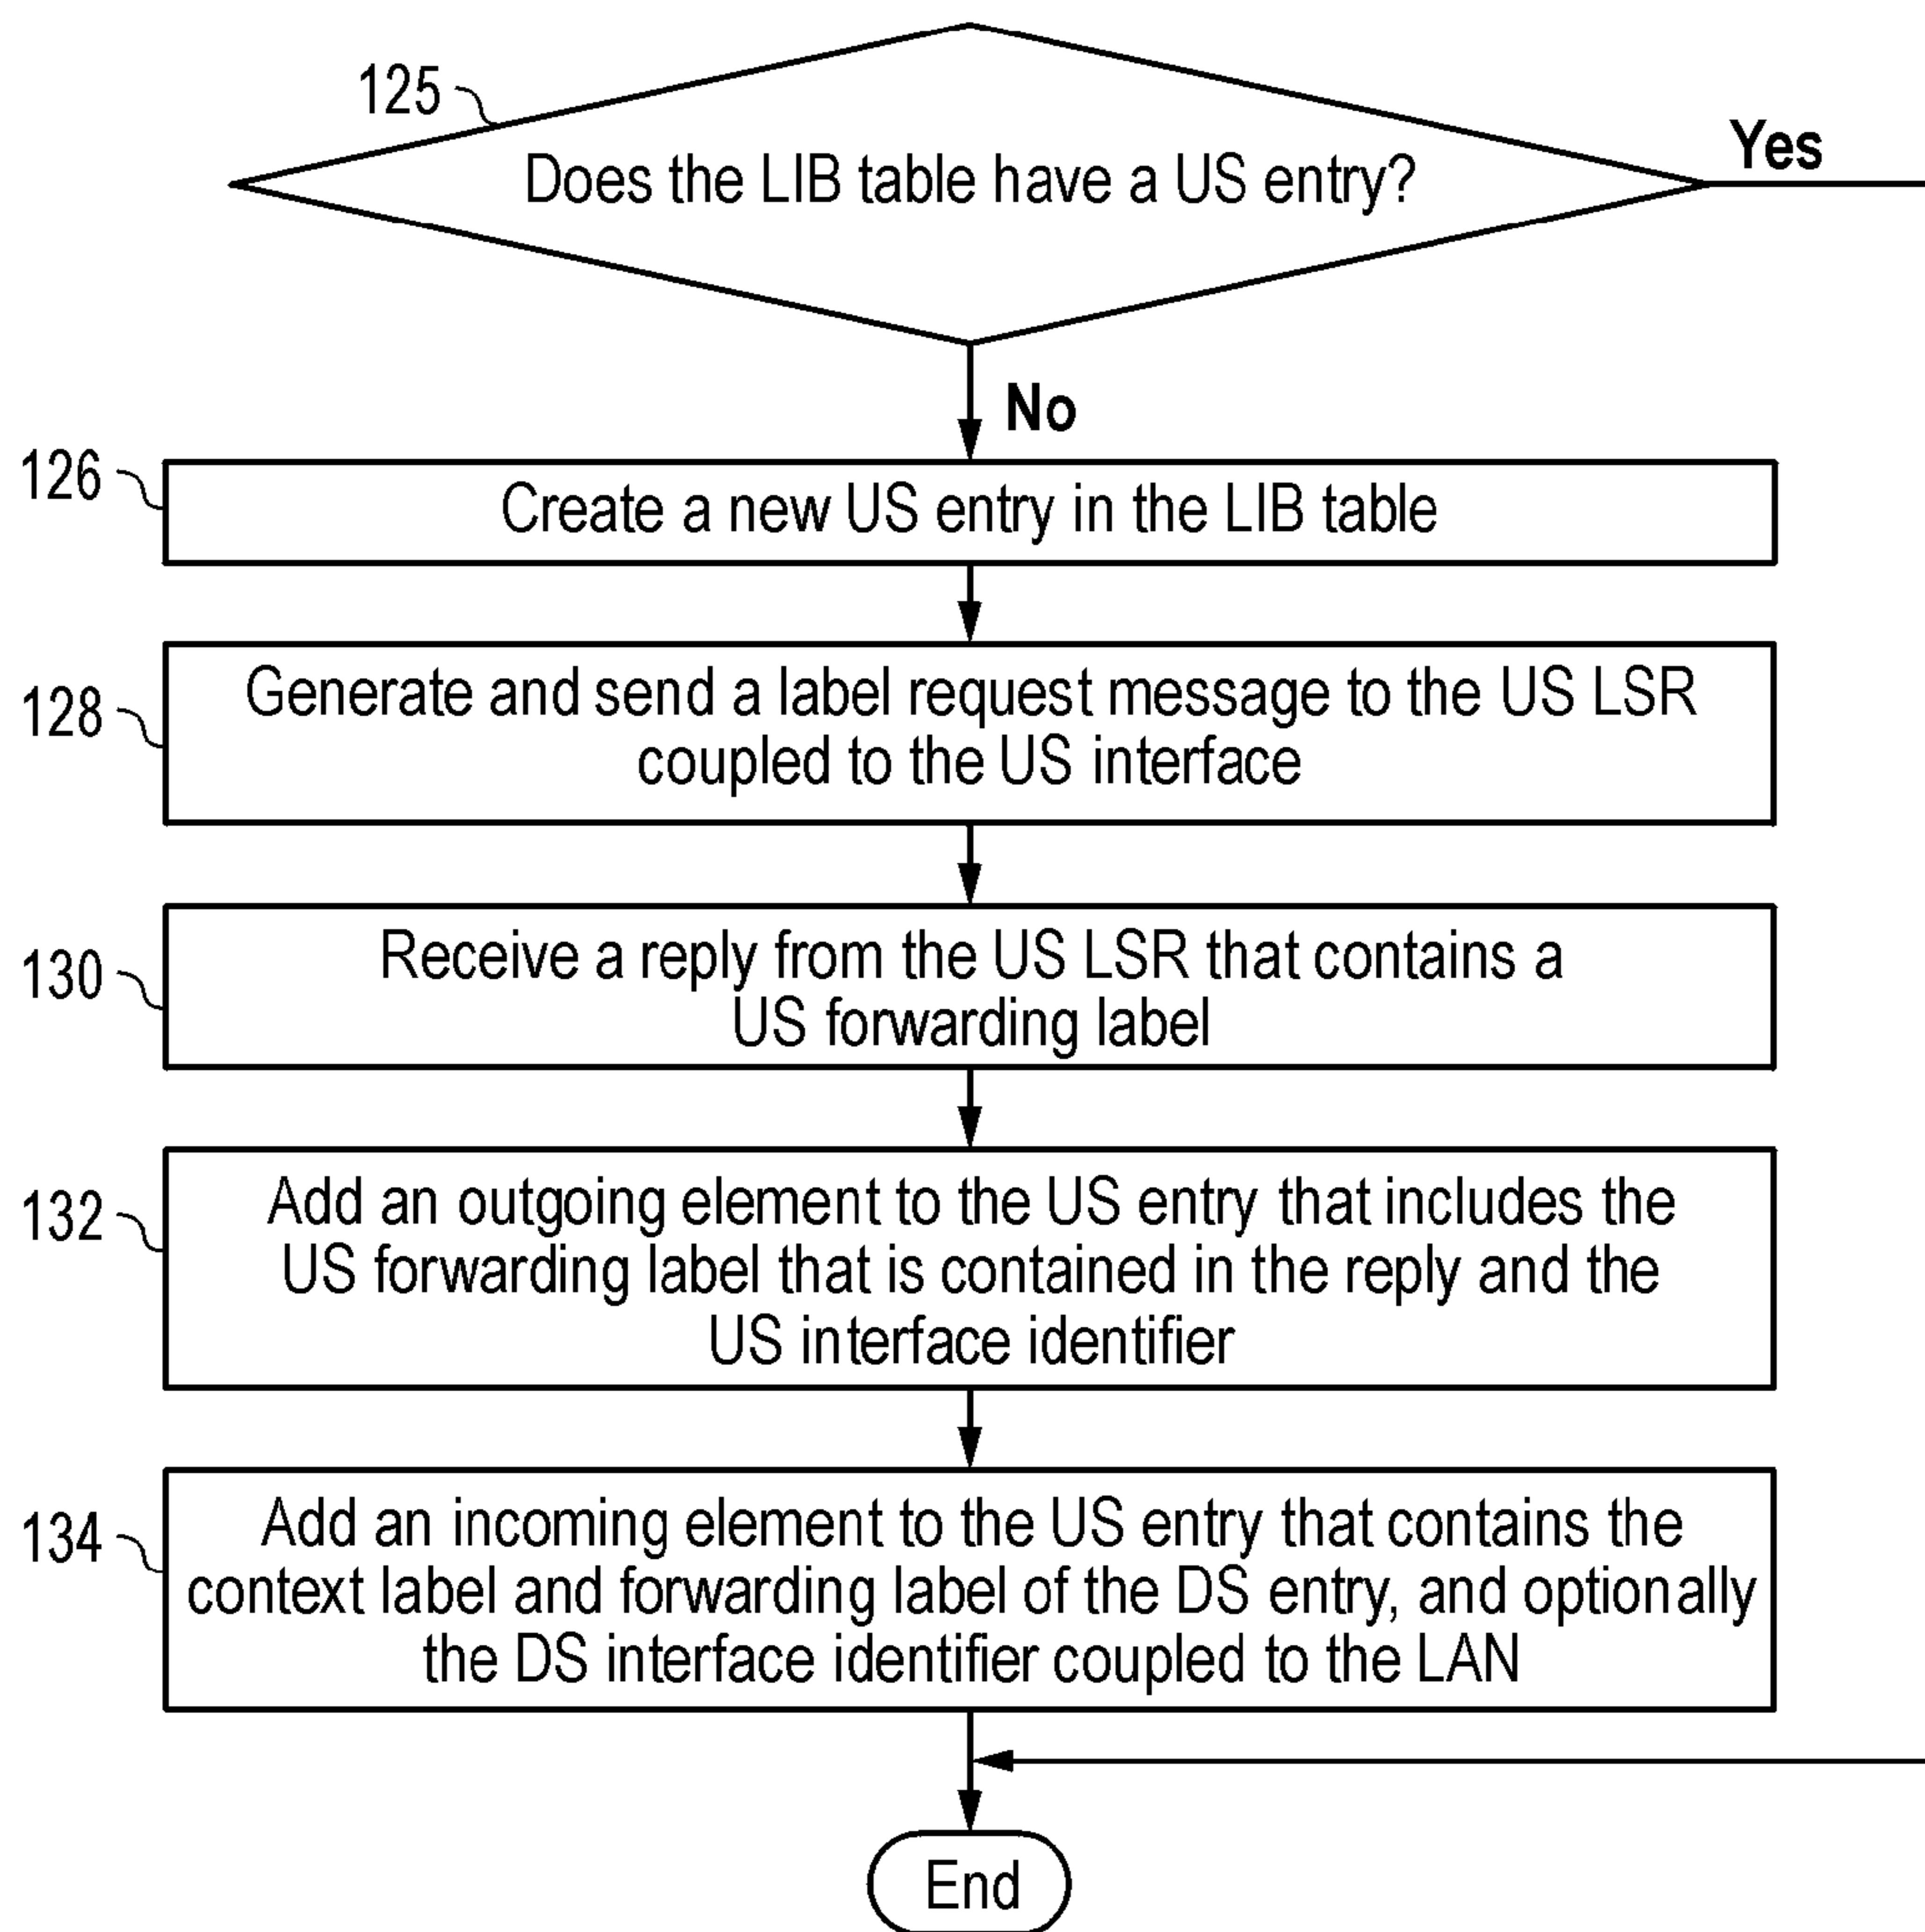 125
Does the LIB table have a US entry?
Yes
No
126
Create a new US entry in the LIB table
128
Generate and send a label request message to the US LSR
coupled to the US interface
130
Receive a reply from the US LSR that contains a
US forwarding label
132
Add an outgoing element to the US entry that includes the
US forwarding label that is contained in the reply and the
US interface identifier
134
Add an incoming element to the US entry that contains the
context label and forwarding label of the DS entry, and optionally
the DS interface identifier coupled to the LAN
End